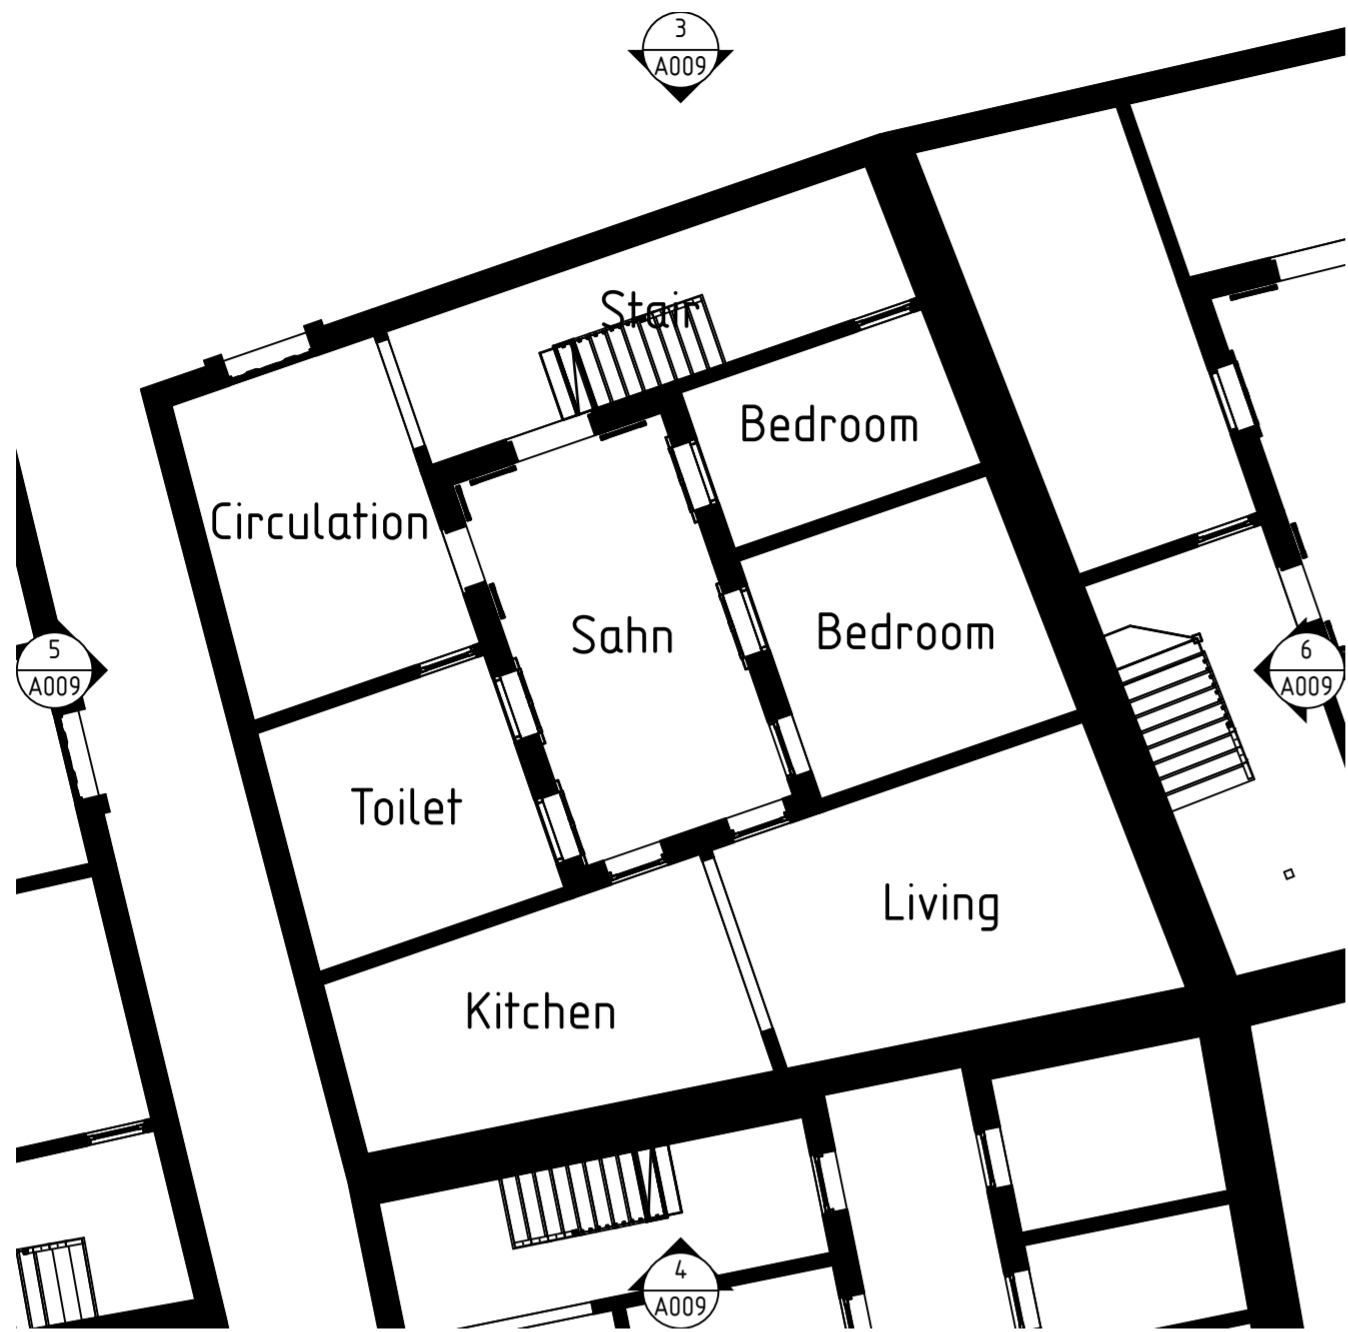 3
A009
Stair
Bedroom
Circulation
Sahn
Bedroom
5
A009
6
A009
Toilet
Living
Kitchen
4
A009